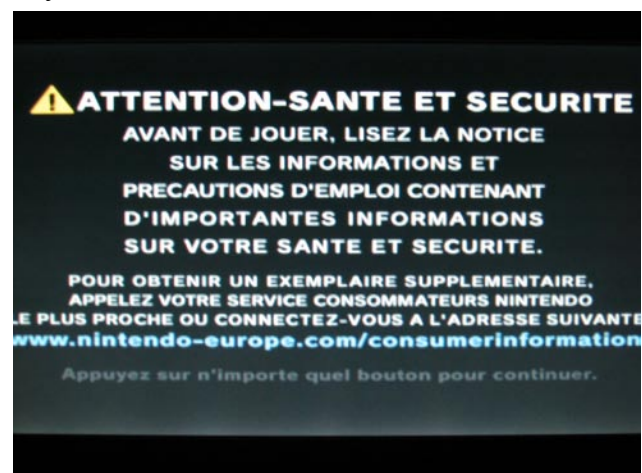 ATTENTION-SANTE ET SECURITE
AVANT DE JOUER, LISEZ LA NOTICE
SUR LES INFORMATIONS ET
PRECAUTIONS D'EMPLOI CONTENANT
D'IMPORTANTES INFORMATIONS
SUR VOTRE SANTE ET SECURITE.
POUR OBTENIR UN EXEMPLAIRE SUPPLEMENTAIRE,
APPELEZ VOTRE SERVICE CONSOMMATEURS NINTENDO
LE PLUS PROCHE OU CONNECTEZ-VOUS A L'ADRESSE SUIVANTE
www.nintendo-europe.com/consumerinformation
Appuyez sur n'importe quel bouton pour continuer.